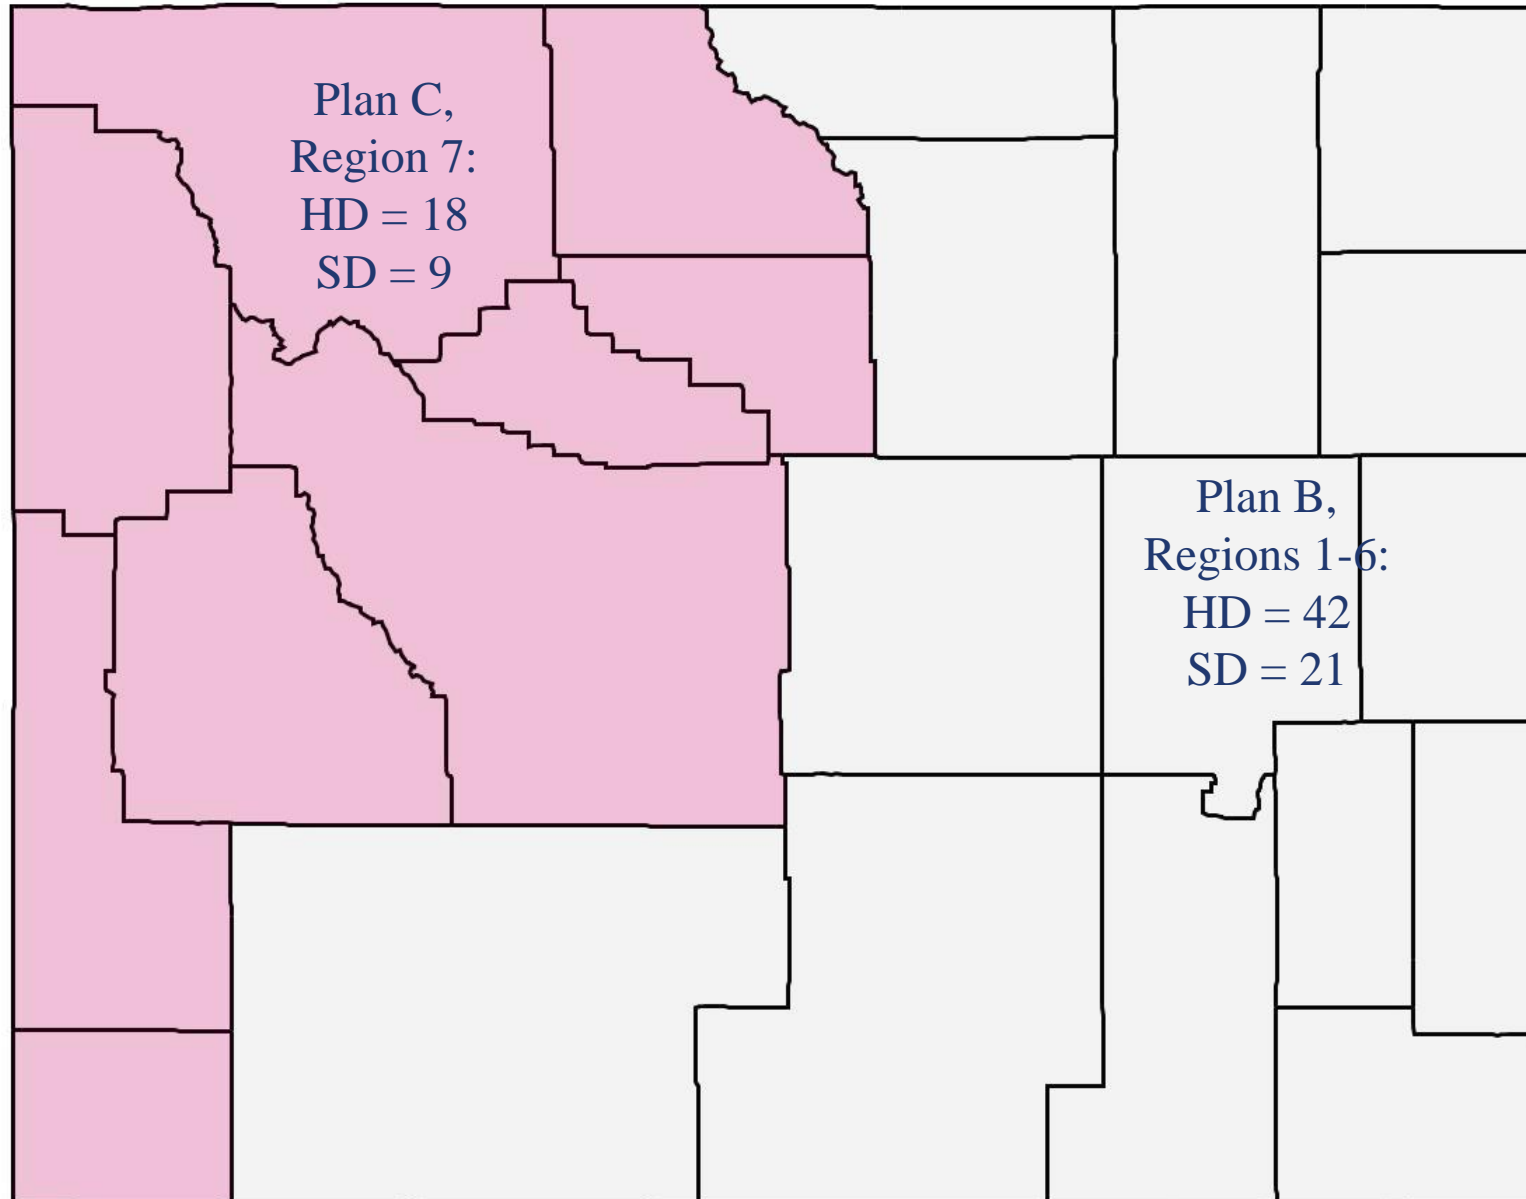 Plan C,
Region 7:
HD = 18
SD = 9
Plan B,
Regions 1-6:
HD = 42
SD = 21